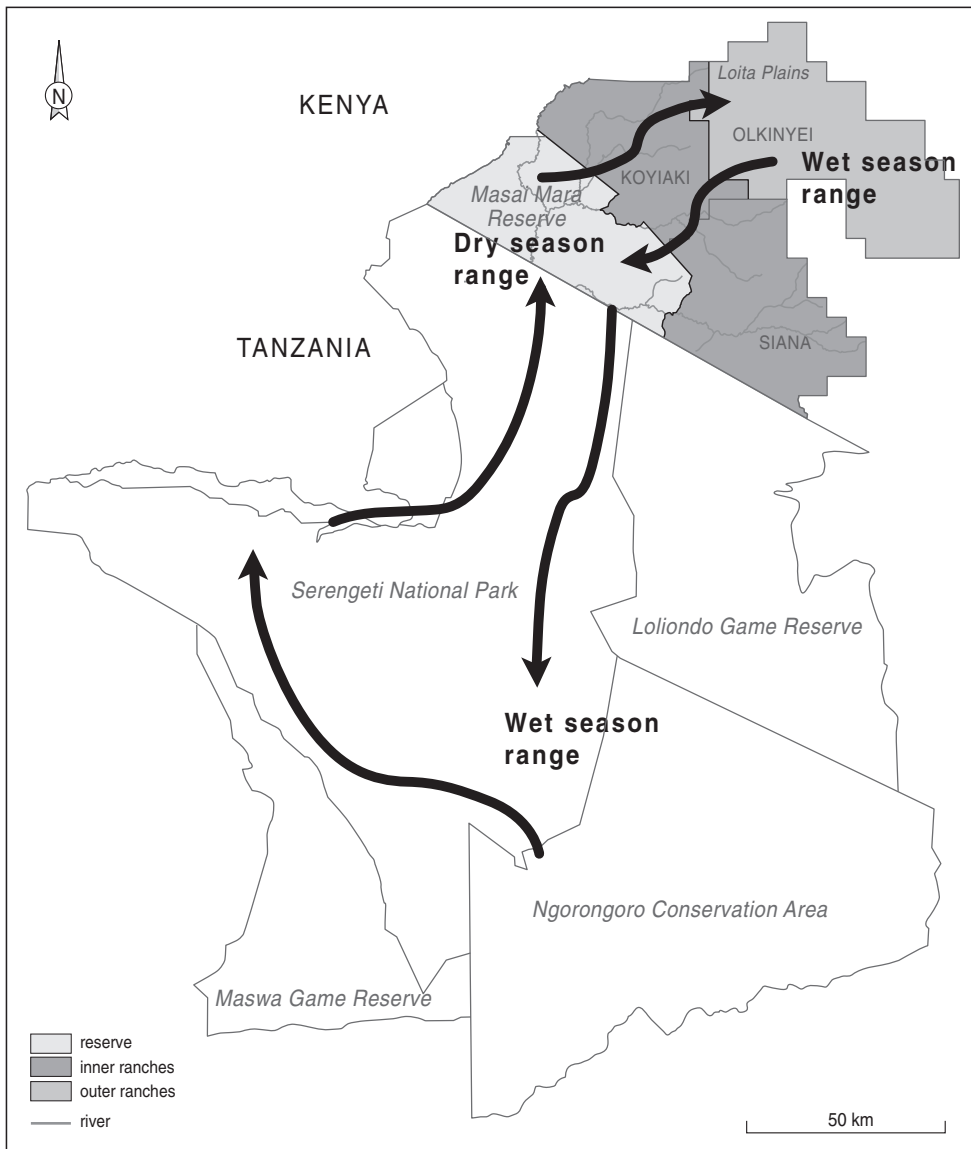 N
KENYA
Loita Plains
OLKINYEI
Wet season
range
KOYIAKI
Masai Mara
Reserve
Dry season
range
TANZANIA
SIANA
Serengeti National Park
Loliondo Game Reserve
Wet season
range
Ngorongoro Conservation Area
Maswa Game Reserve
reserve
inner ranches
outer ranches
river
50 km